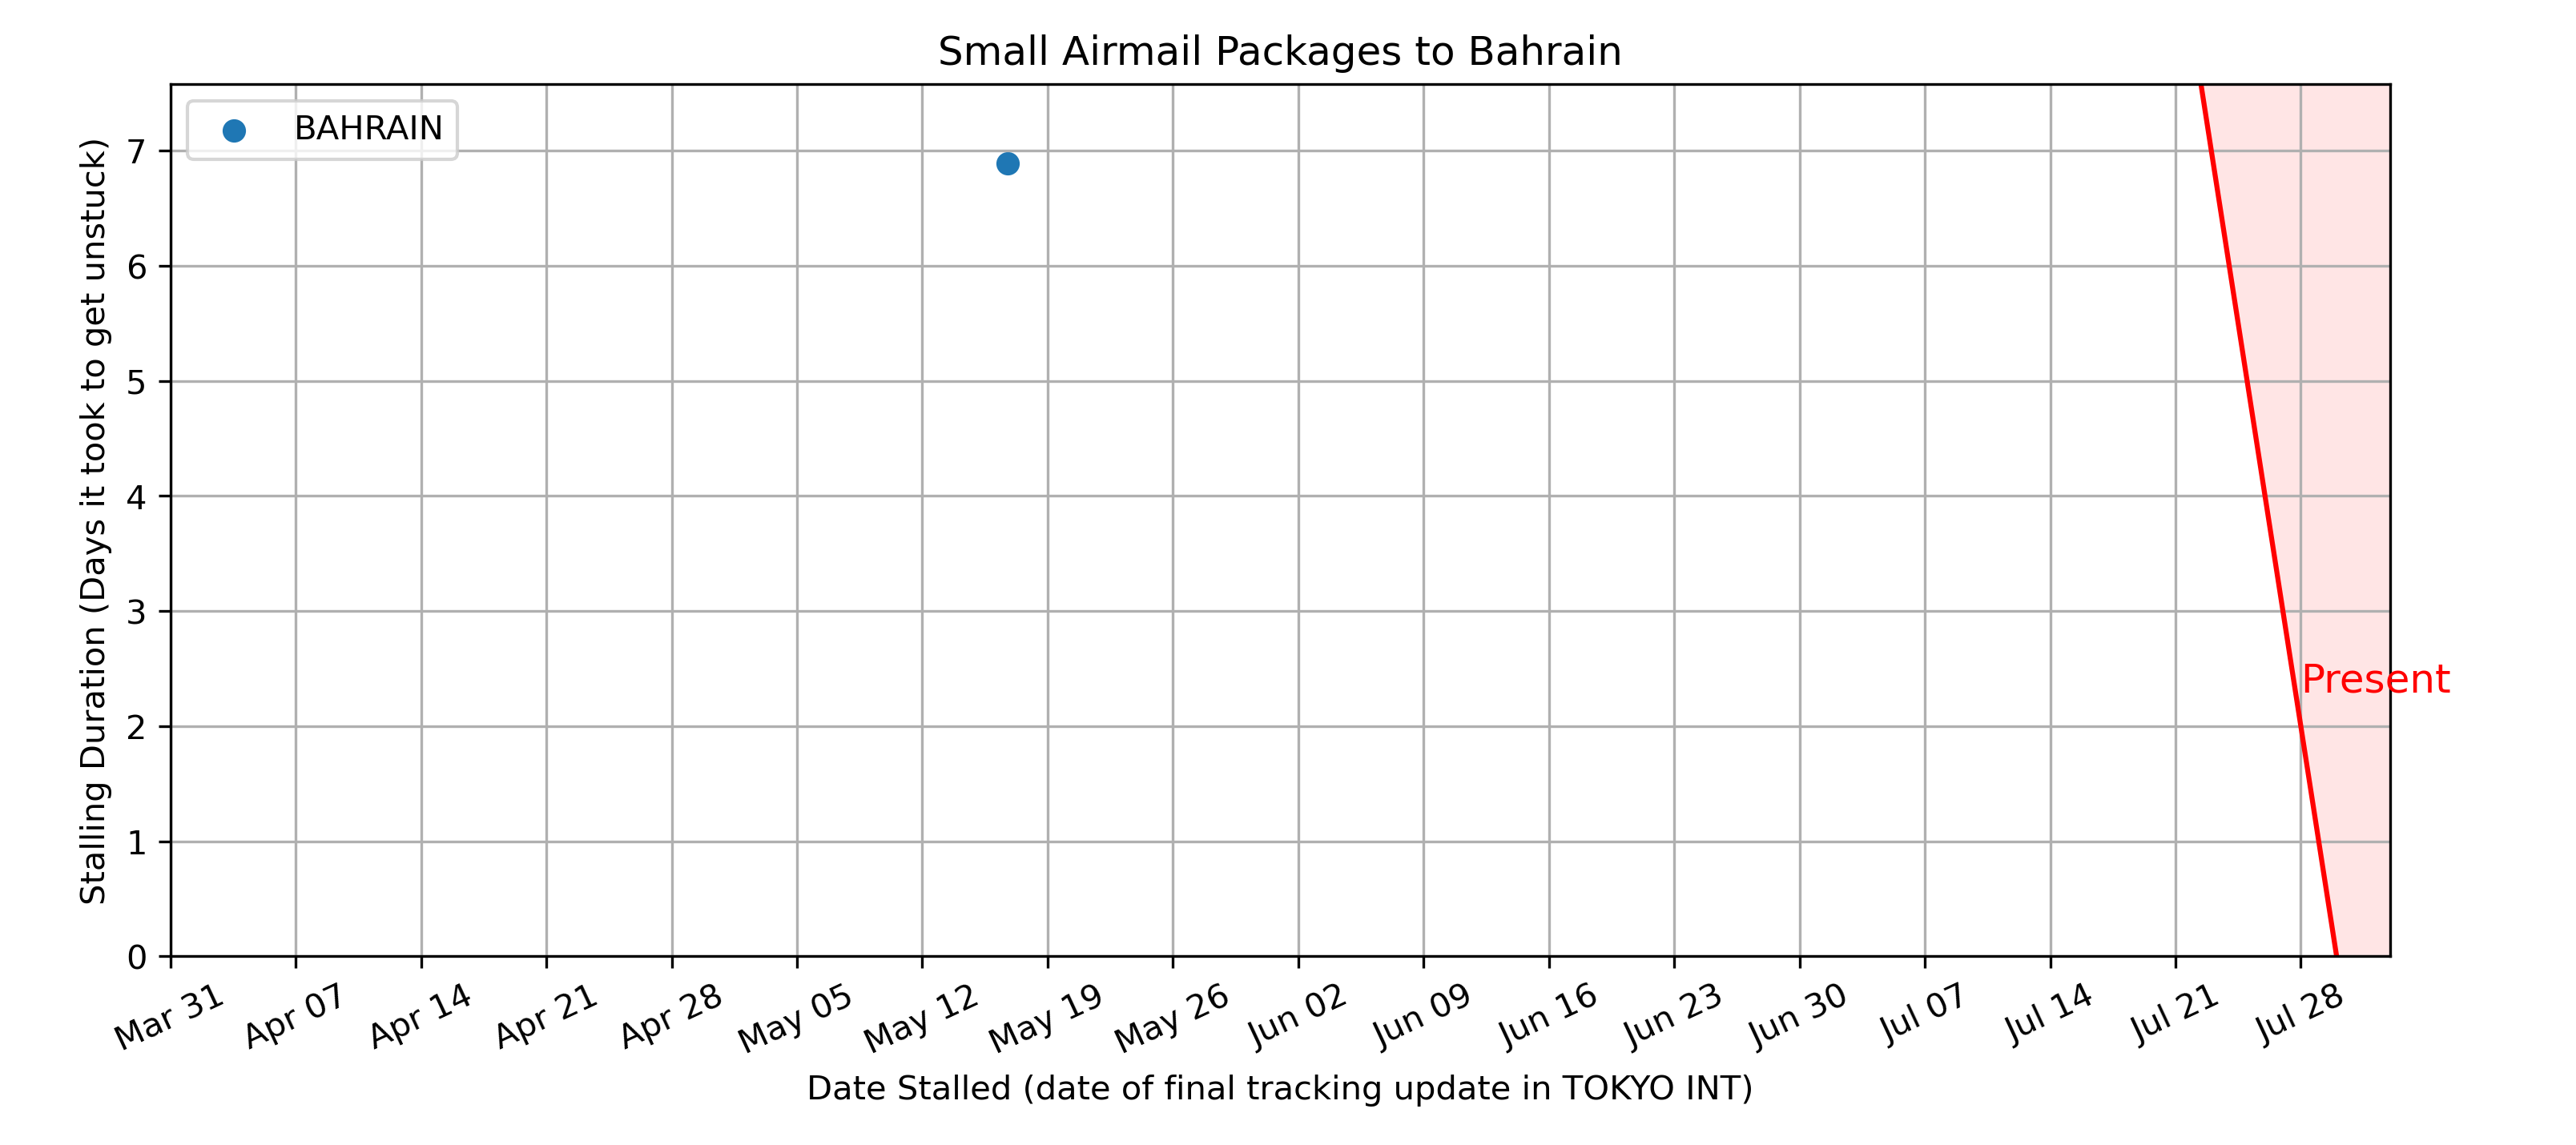 Small Airmail Packages to Bahrain
BAHRAIN
Stalling Duration (Days it took to get unstuck)
7
6
5
4
3
2
1
0
Present
Mar 31
Apr 07
Apr 14
Apr 21
Apr 28
May 05
May 12
May 19
May 26
Jun 02
Jun 09
Jun 16
Jun 23
Jun 30
Jul 07
Jul 14
Jul 21
Jul 28
Date Stalled (date of final tracking update in TOKYO INT)